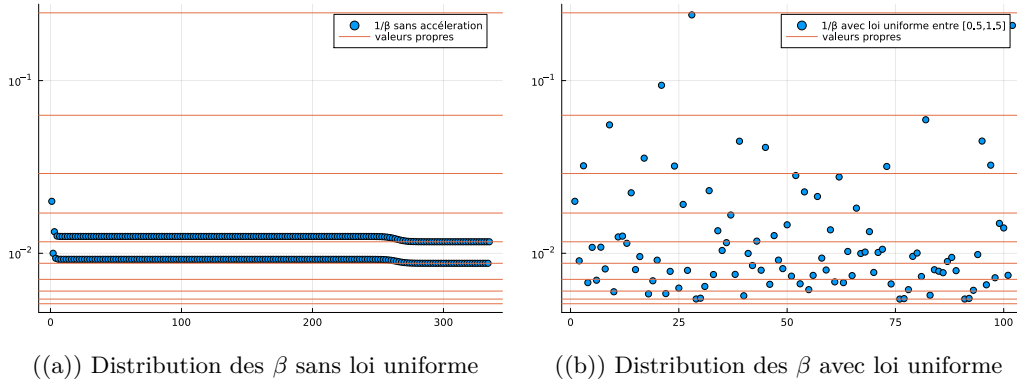 1/β sans accéleration
valeurs propres
10⁻¹
10⁻²
0 100 200 300
1/β avec loi uniforme entre [0.5,1.5]
valeurs propres
10⁻¹
10⁻²
0 25 50 75 100
((a)) Distribution des β sans loi uniforme
((b)) Distribution des β avec loi uniforme